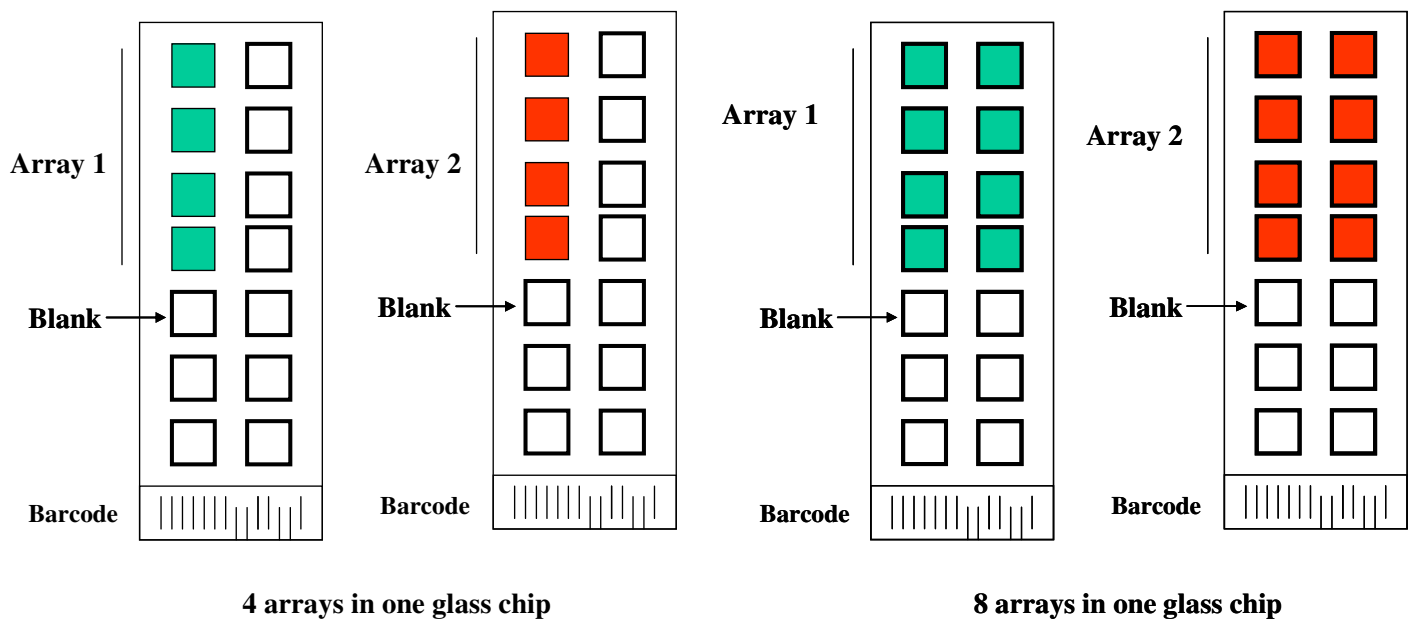 Array 1
Blank
Barcode
Array 2
Blank
Barcode
4 arrays in one glass chip
Array 1
Blank
Barcode
Array 2
Blank
Barcode
8 arrays in one glass chip